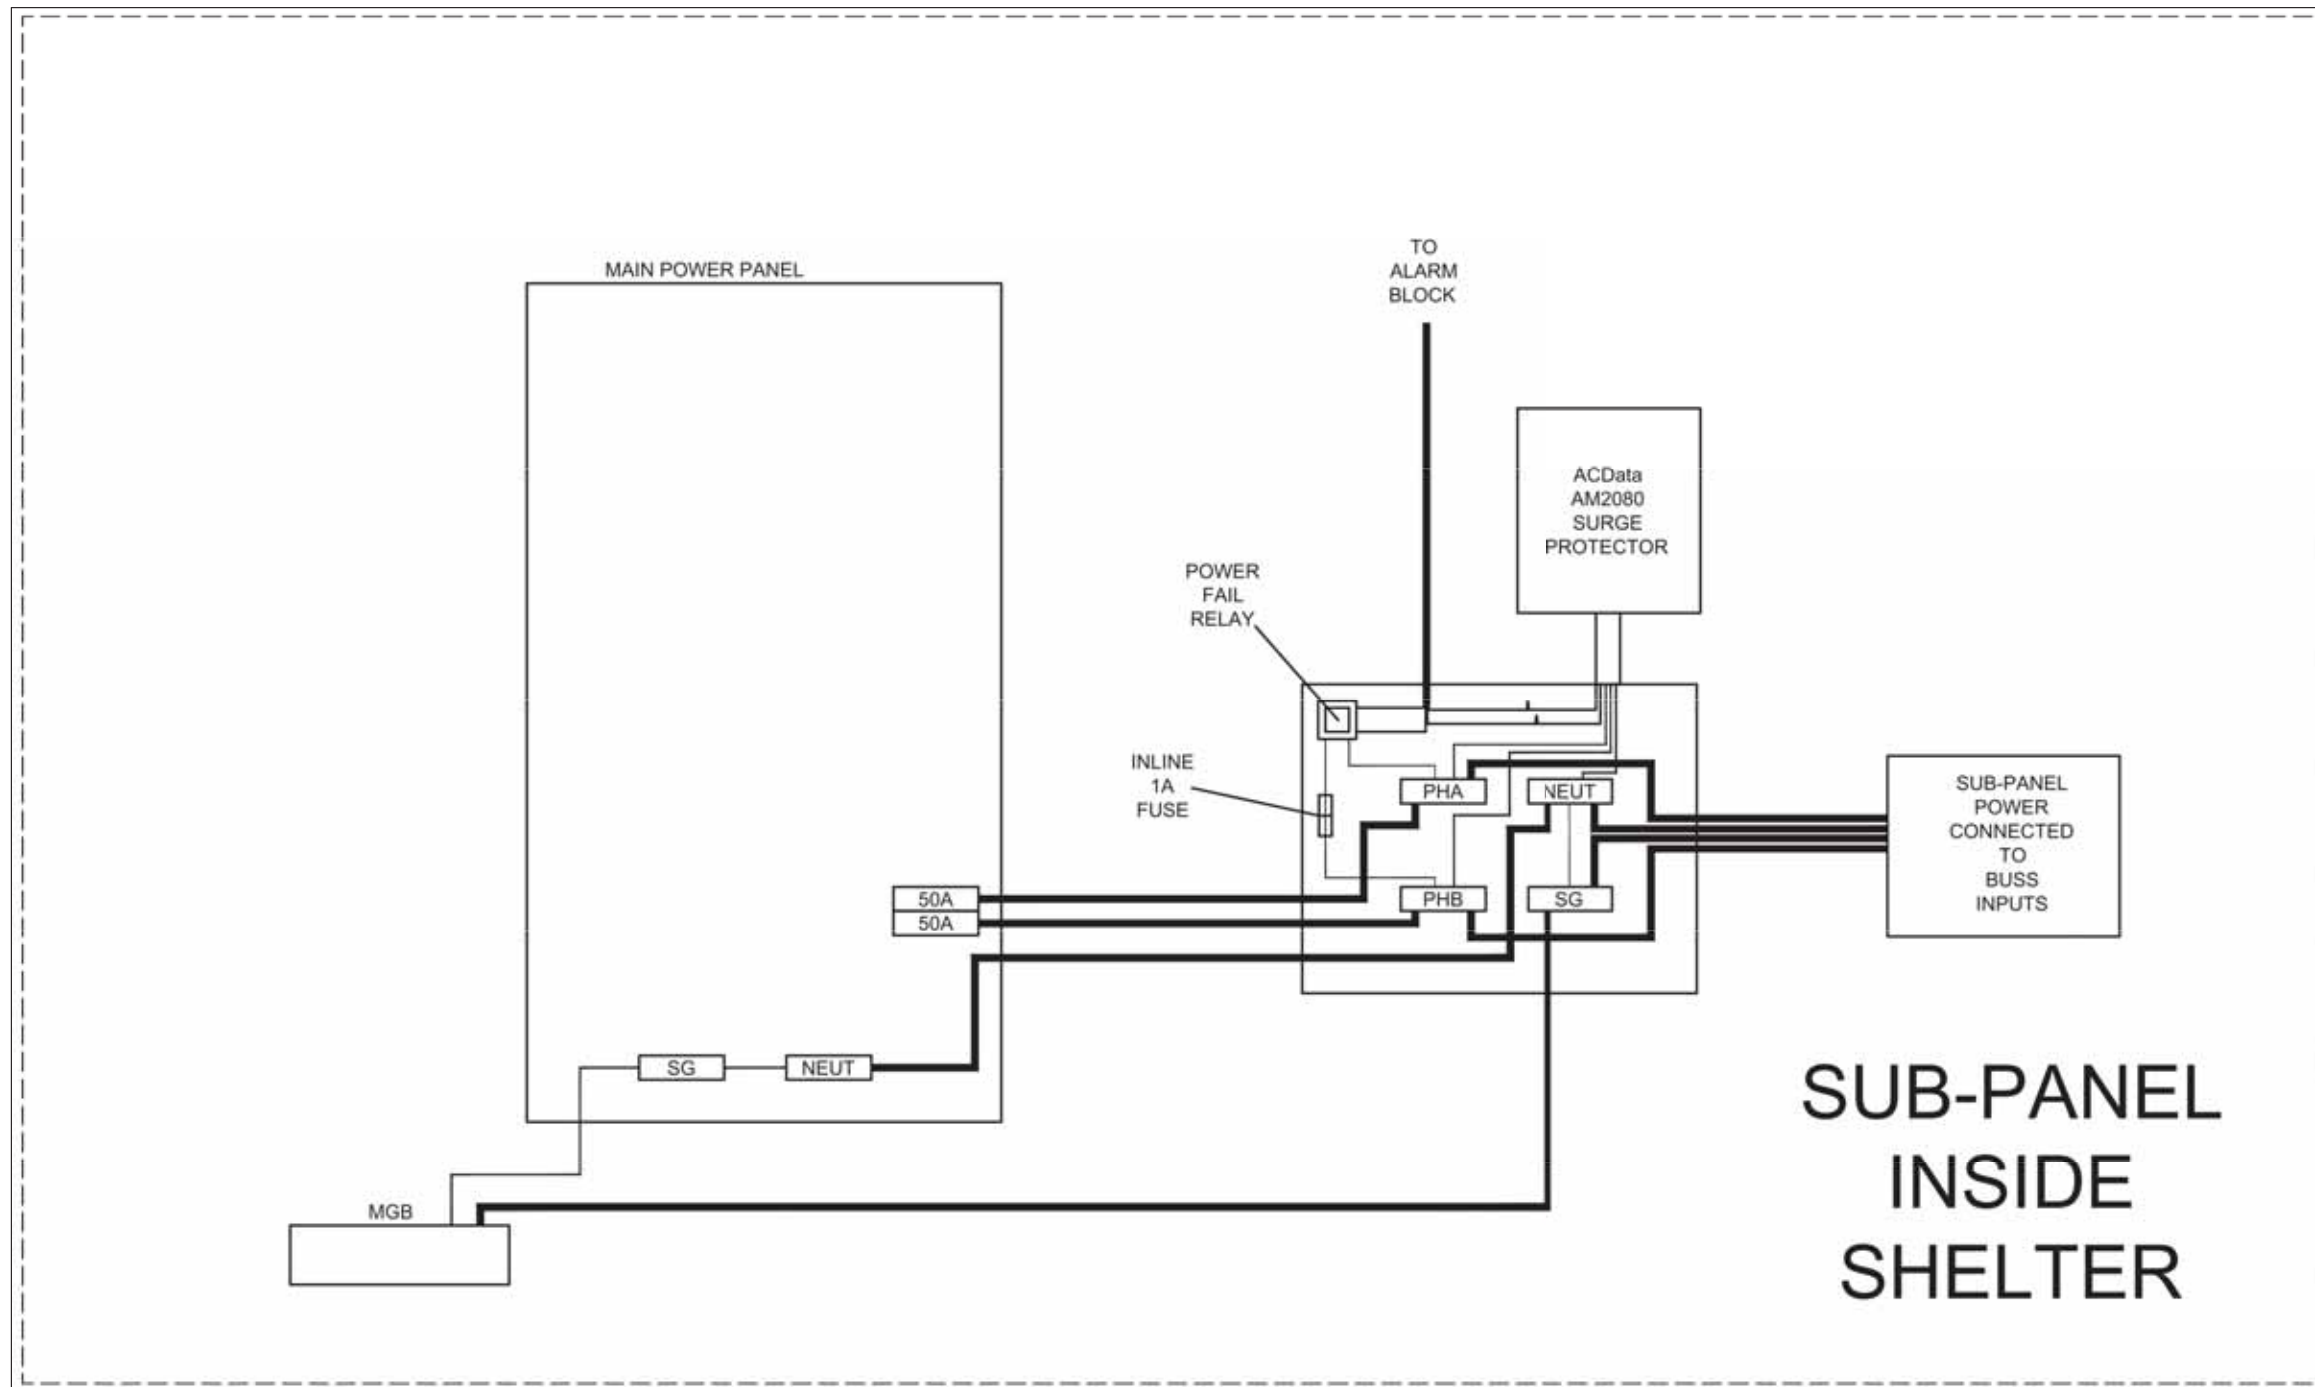 MAIN POWER PANEL
TO
ALARM
BLOCK
ACData
AM2080
SURGE
PROTECTOR
POWER
FAIL
RELAY
INLINE
1A
FUSE
PHA
NEUT
PHB
SG
SUB-PANEL
POWER
CONNECTED
TO
BUSS
INPUTS
50A
50A
SG
NEUT
MGB
SUB-PANEL
INSIDE
SHELTER